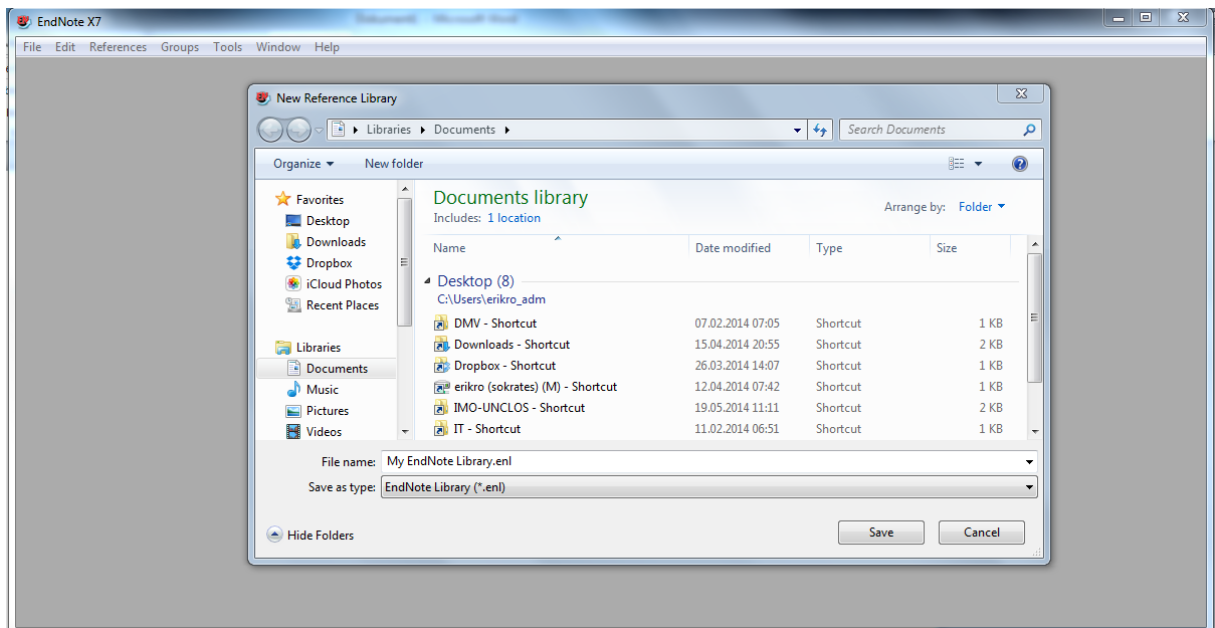 EndNote X7
Document1 - Microsoft Word
File Edit References Groups Tools Window Help
New Reference Library
Libraries Documents
Search Documents
Organize New folder
Favorites
Desktop
Downloads
Dropbox
iCloud Photos
Recent Places
Libraries
Documents
Music
Pictures
Videos
Documents library
Includes: 1 location
Arrange by: Folder
Name Date modified Type Size
Desktop (8)
C:\Users\erikro_adm
DMV - Shortcut 07.02.2014 07:05 Shortcut 1 KB
Downloads - Shortcut 15.04.2014 20:55 Shortcut 2 KB
Dropbox - Shortcut 26.03.2014 14:07 Shortcut 1 KB
erikro (sokrates) (M) - Shortcut 12.04.2014 07:42 Shortcut 1 KB
IMO-UNCLOS - Shortcut 19.05.2014 11:11 Shortcut 2 KB
IT - Shortcut 11.02.2014 06:51 Shortcut 1 KB
File name: My EndNote Library.enl
Save as type: EndNote Library (*.enl)
Hide Folders
Save Cancel